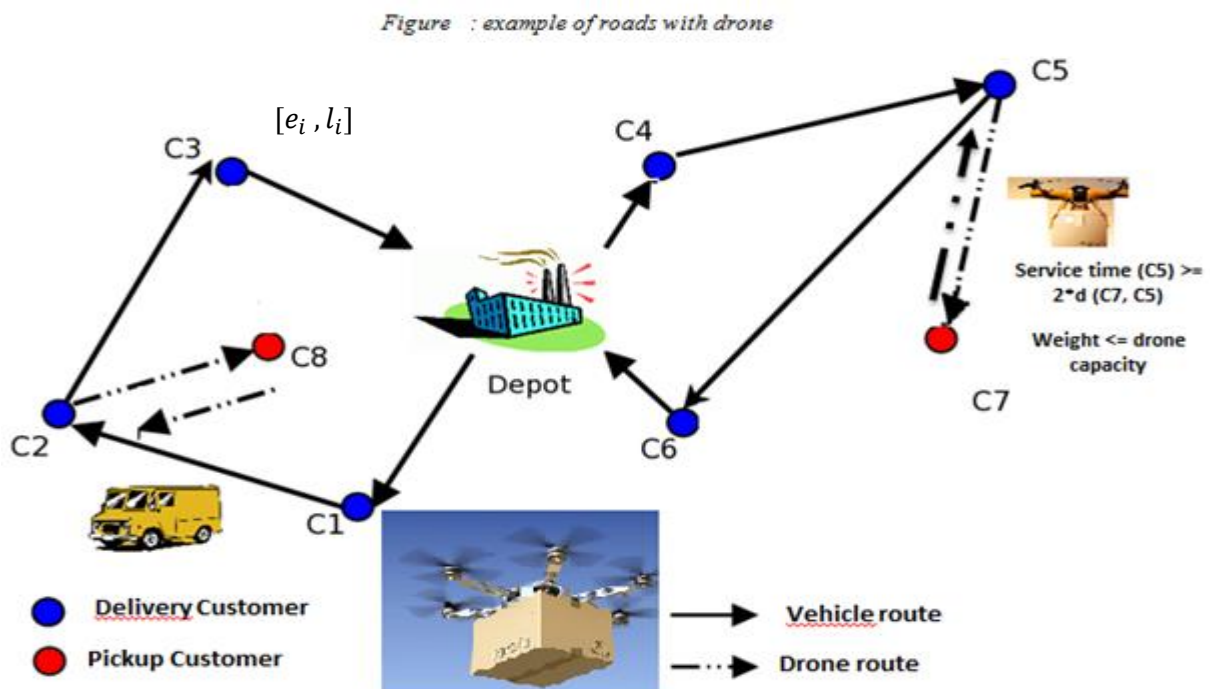 Figure : example of roads with drone
C5
[e_i , l_i]
C4
C3
Service time (C5) >=
2*d (C7, C5)
Weight <= drone
capacity
C8
Depot
C7
C2
C6
C1
Delivery Customer
Vehicle route
Pickup Customer
Drone route